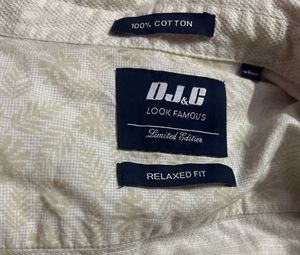 100% COTTON
DJ&C
LOOK FAMOUS
Limited Edition
RELAXED FIT